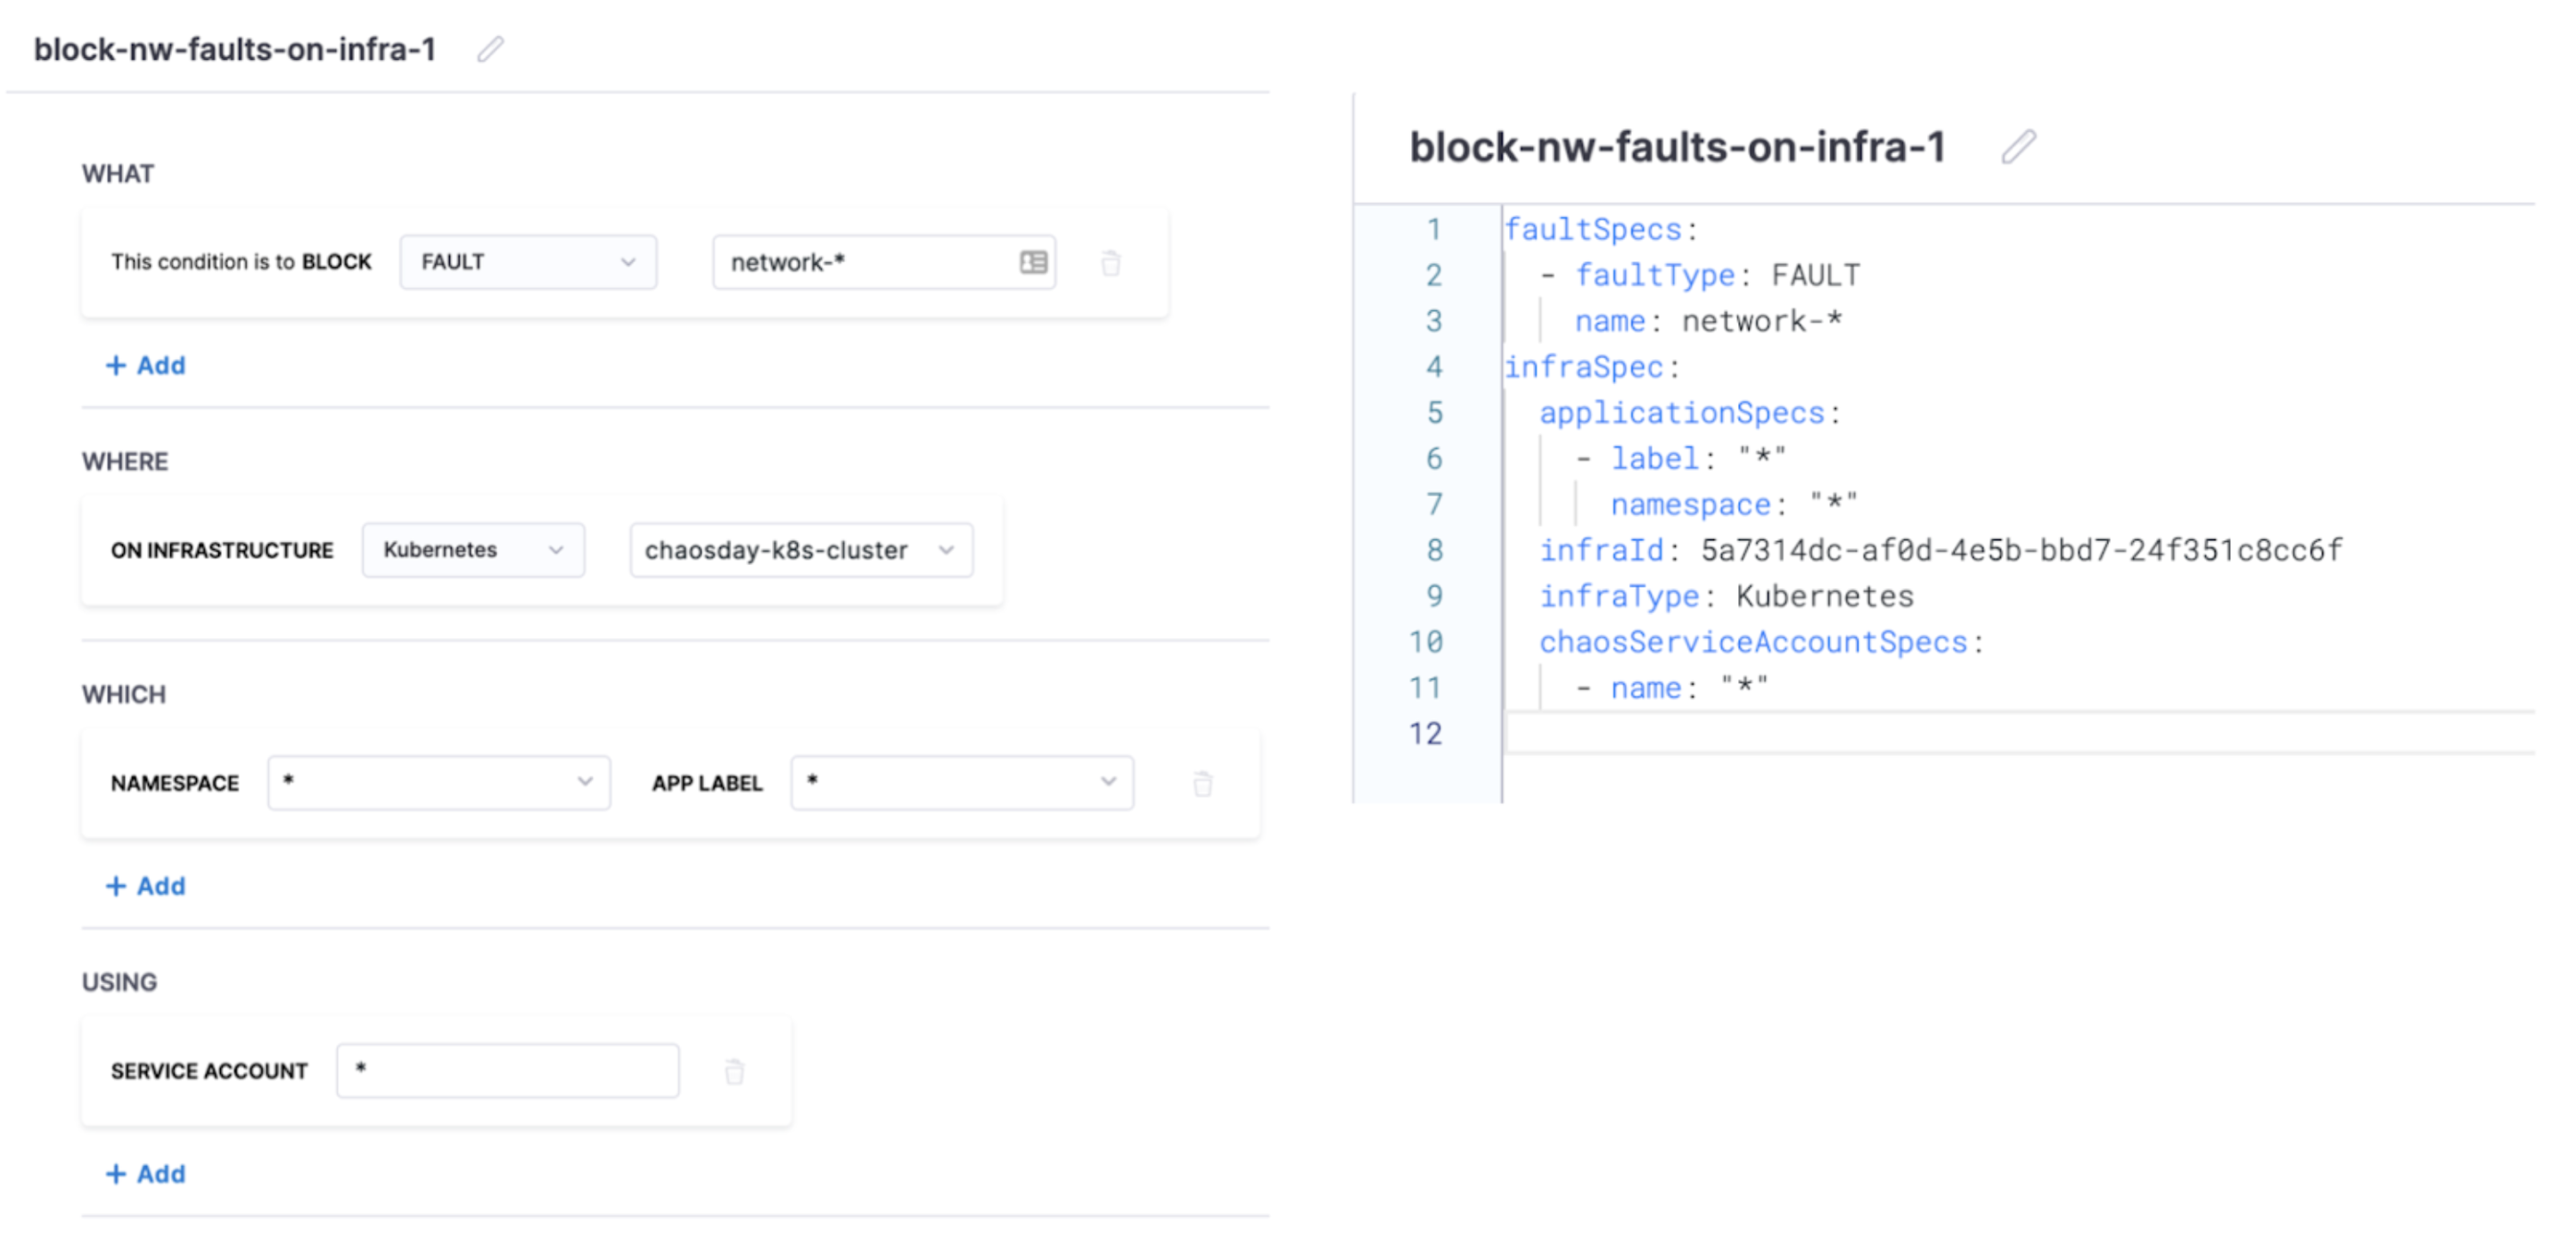 block-nw-faults-on-infra-1
WHAT
This condition is to BLOCK FAULT network-*
+ Add
WHERE
ON INFRASTRUCTURE Kubernetes chaosday-k8s-cluster
WHICH
NAMESPACE * APP LABEL *
+ Add
USING
SERVICE ACCOUNT *
+ Add
block-nw-faults-on-infra-1
1 faultSpecs:
2 - faultType: FAULT
3 name: network-*
4 infraSpec:
5 applicationSpecs:
6 - label: "*"
7 namespace: "*"
8 infraId: 5a7314dc-af0d-4e5b-bbd7-24f351c8cc6f
9 infraType: Kubernetes
10 chaosServiceAccountSpecs:
11 - name: "*"
12